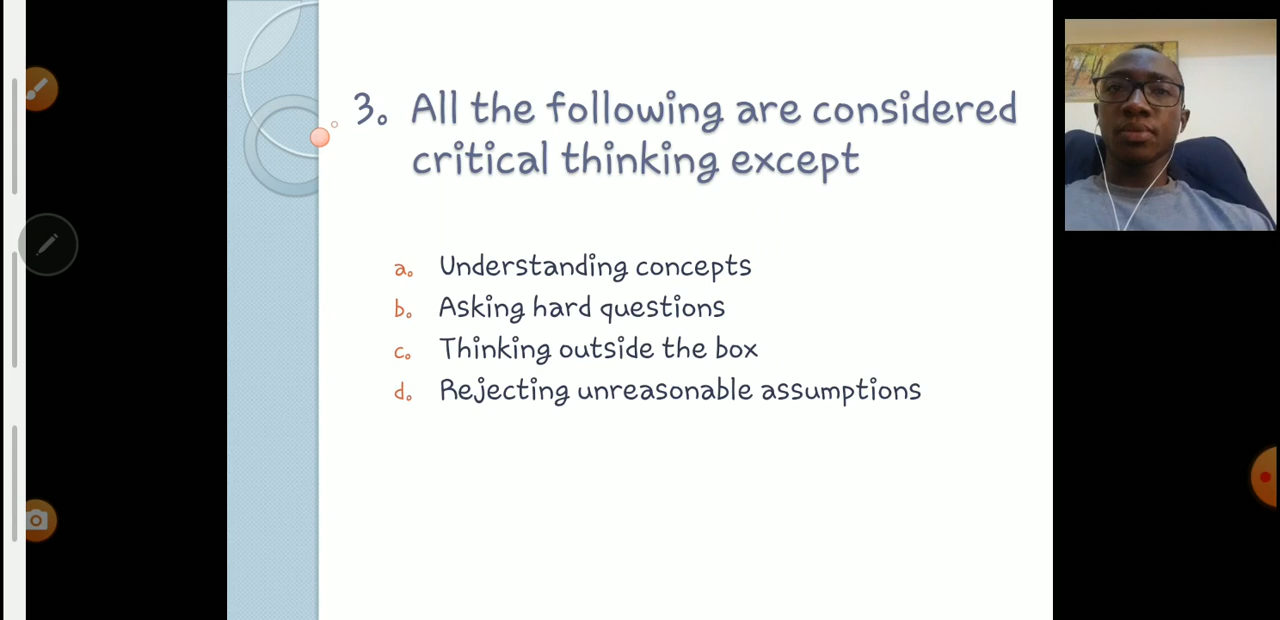 3. All the following are considered
critical thinking except
a. Understanding concepts
b. Asking hard questions
c. Thinking outside the box
d. Rejecting unreasonable assumptions